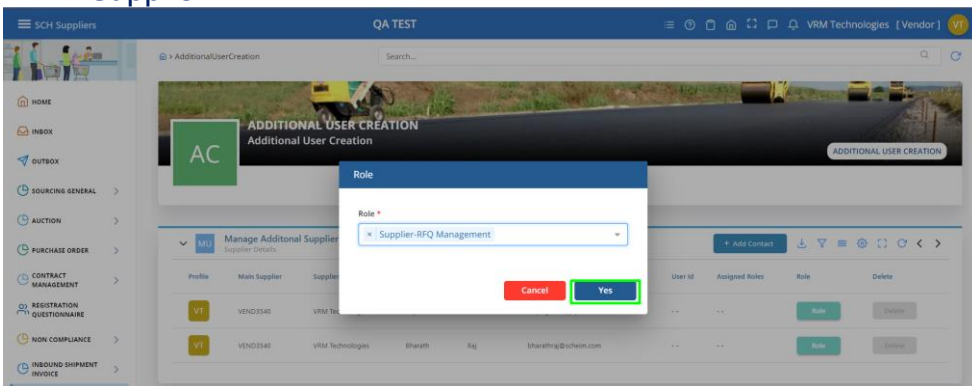 SCH Suppliers
QA TEST
VRM Technologies [ Vendor ]
VT
> AdditionalUserCreation
Search...
HOME
INBOX
OUTBOX
SOURCING GENERAL
AUCTION
PURCHASE ORDER
CONTRACT
MANAGEMENT
REGISTRATION
QUESTIONNAIRE
NON COMPLIANCE
INBOUND SHIPMENT
INVOICE
AC
ADDITIONAL USER CREATION
Additional User Creation
ADDITIONAL USER CREATION
Role
Role *
× Supplier-RFQ Management
Cancel
Yes
MU
Manage Additonal Supplier
Supplier Details
+ Add Contact
Profile Main Supplier Supplier User Id Assigned Roles Role Delete
VT VEND3540 VRM Tec -- -- Role Delete
VT VEND3540 VRM Technologies Bharath Raj bharathraj@scheim.com -- -- Role Delete